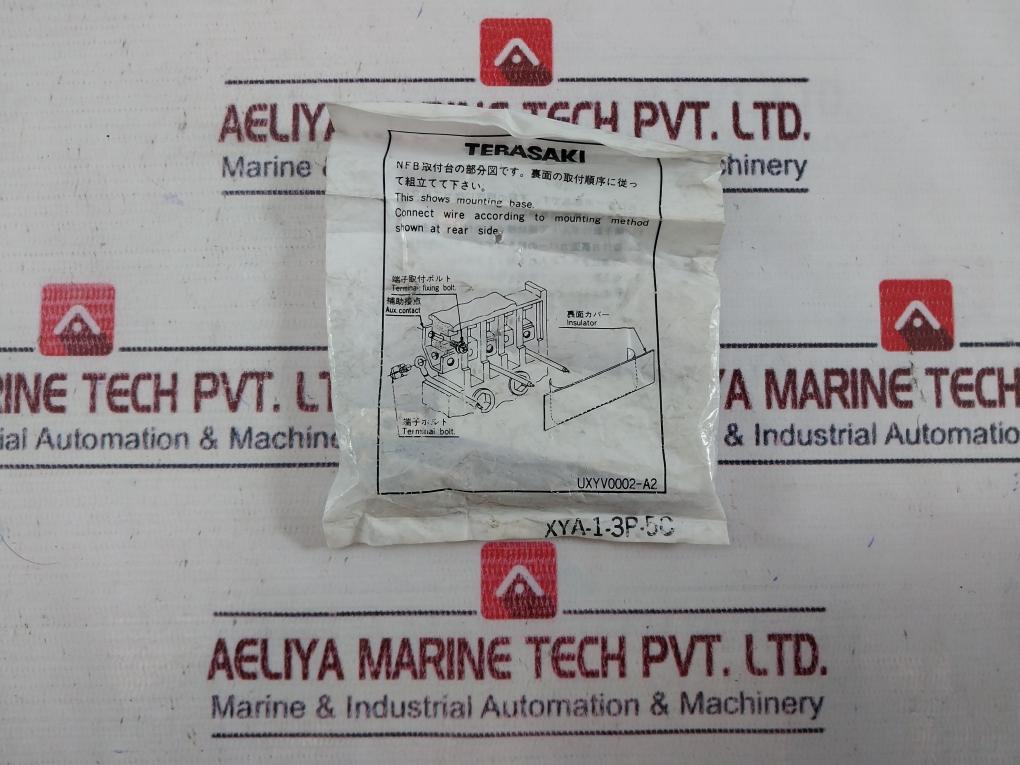 AELIYA MARINE TECH PVT. LTD.
Marine & chinery
TERASAKI
NFB取付台の部分図です。裏面の取付順序に従っ
て組立てて下さい。
This shows mounting base.
Connect wire according to mounting method
shown at rear side.
端子取付ボルト
Terminal fixing bolt.
補助接点
Aux.contact
裏面カバー
Insulator
端子ボルト
Terminal bolt.
UXYV0002-A2
XYA-1-3P-5C
RINE TECH PVT. LT
rial Automation & Machine
YA MARINE TECH
& Industrial Automatio
AELIYA MARINE TECH PVT. LTD.
Marine & Industrial Automation & Machinery